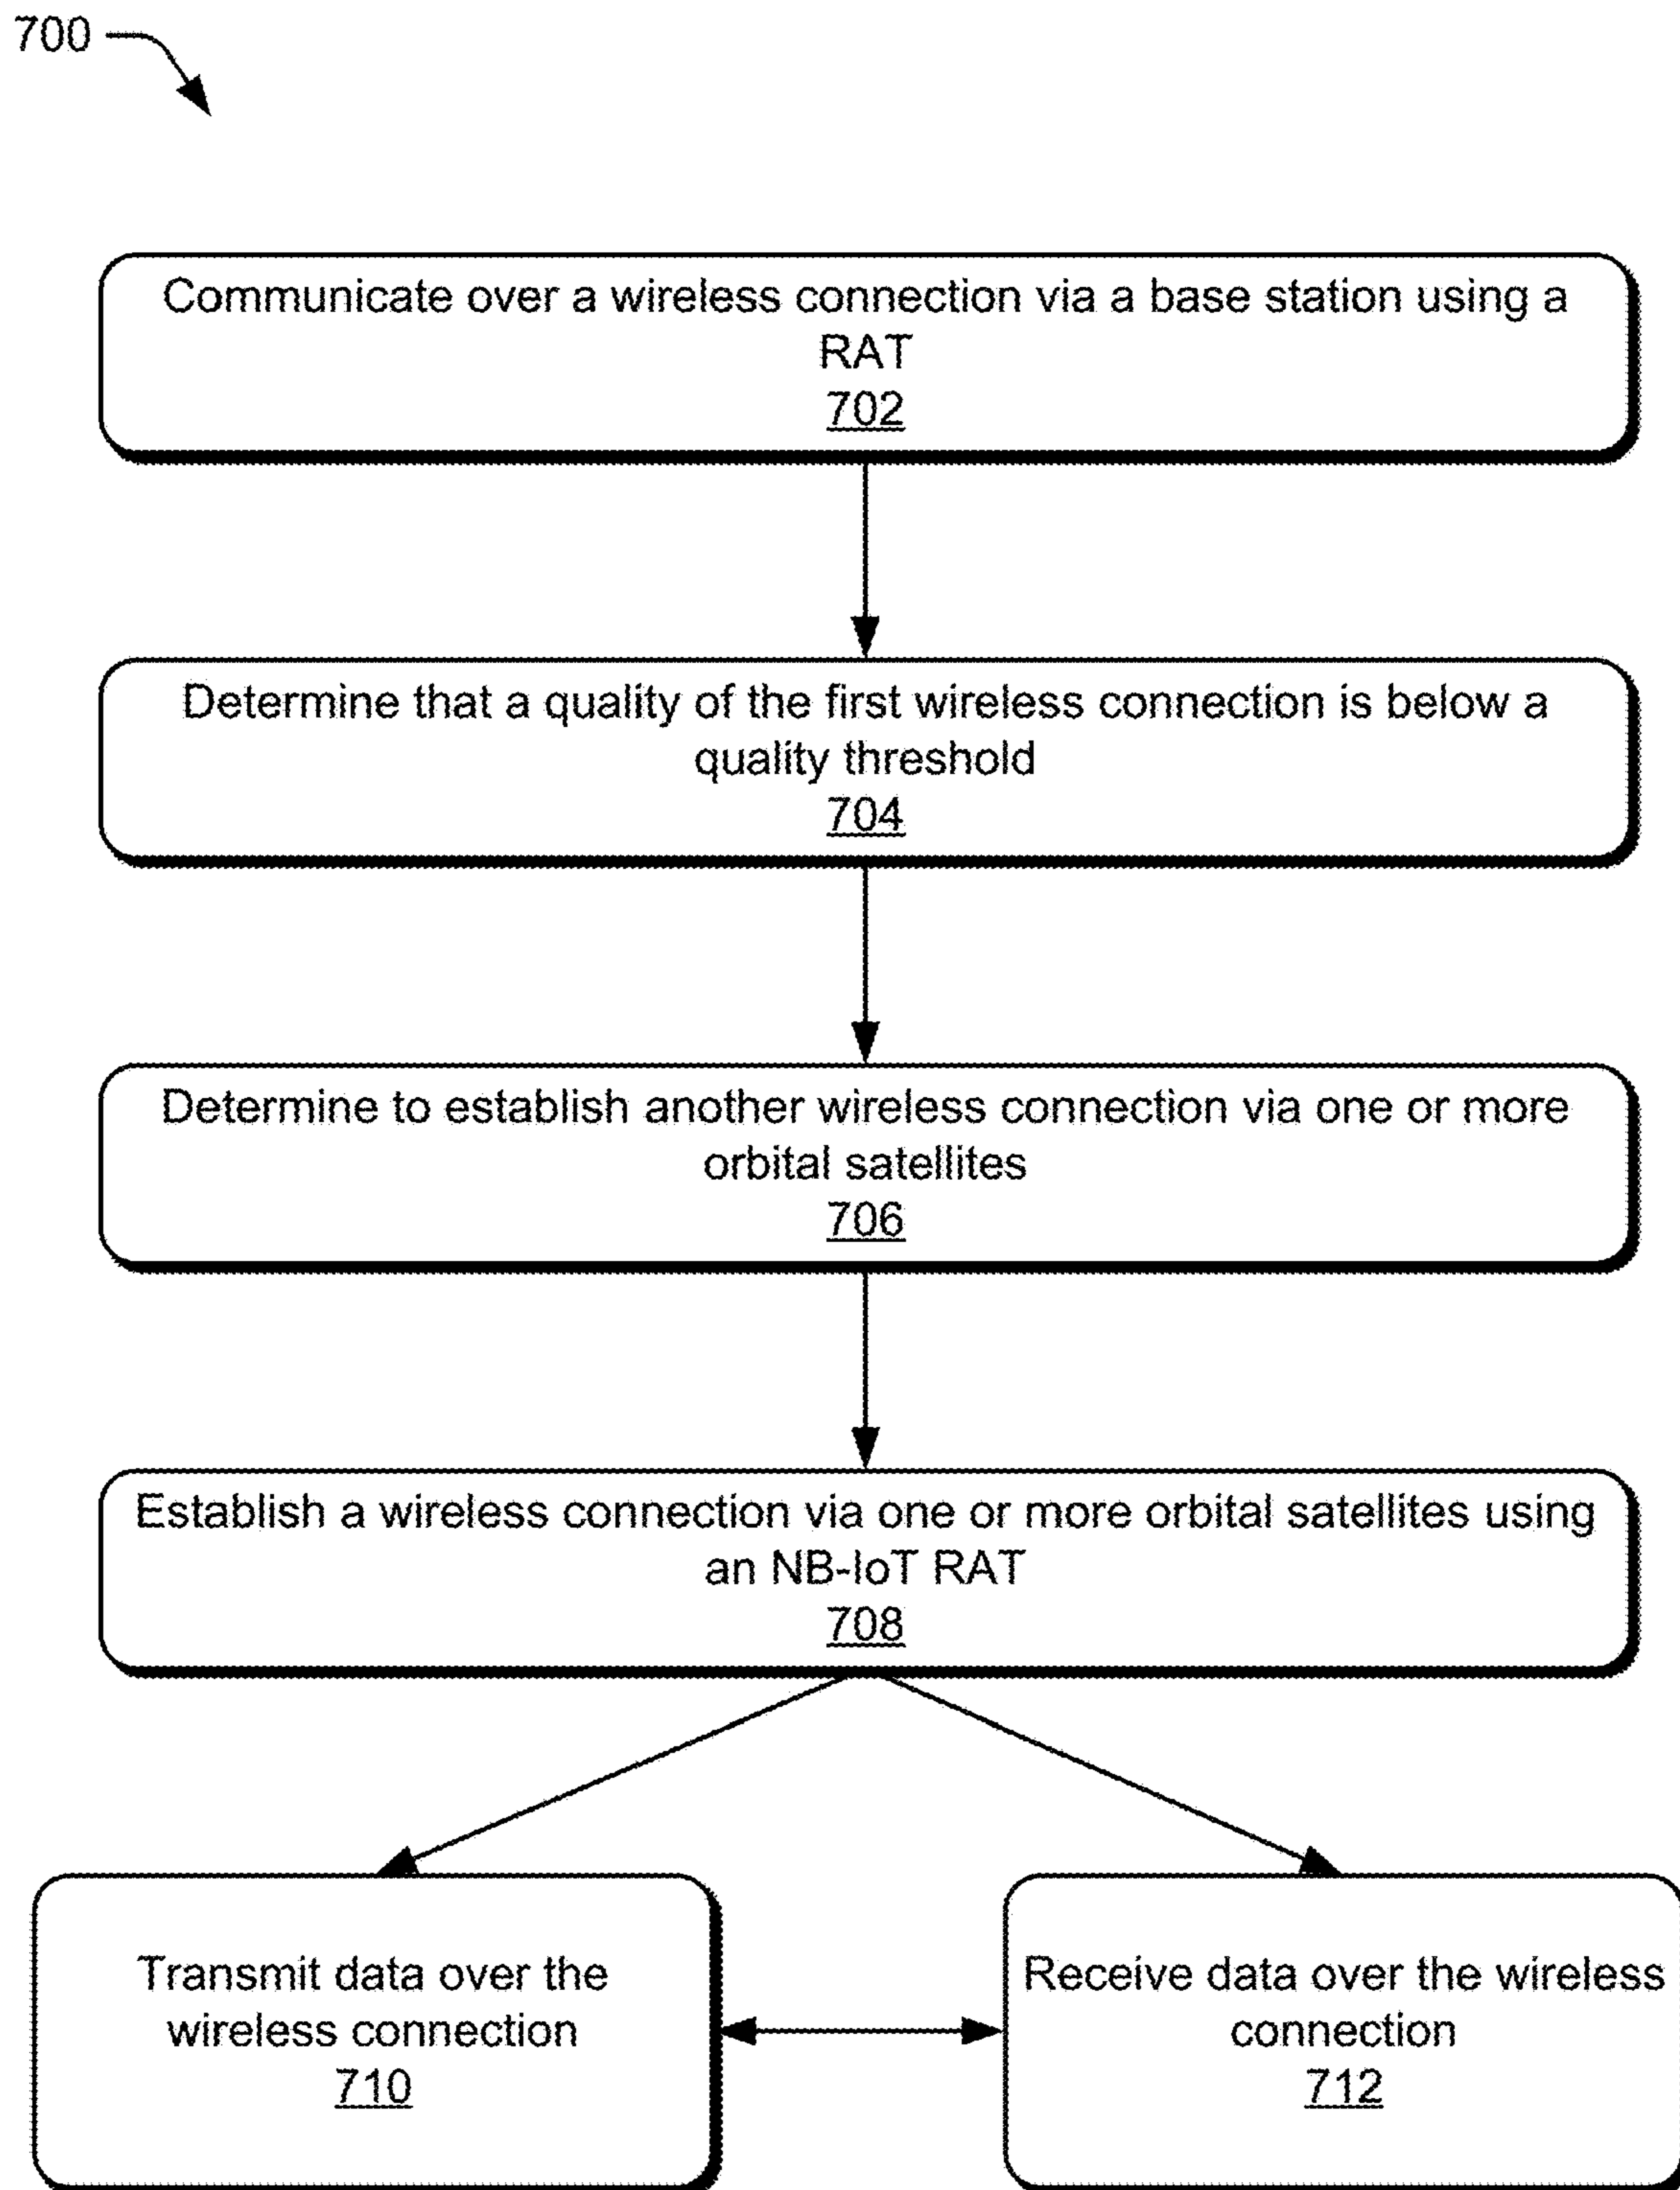 700
Communicate over a wireless connection via a base station using a
RAT
702
Determine that a quality of the first wireless connection is below a
quality threshold
704
Determine to establish another wireless connection via one or more
orbital satellites
706
Establish a wireless connection via one or more orbital satellites using
an NB-IoT RAT
708
Transmit data over the
wireless connection
710
Receive data over the wireless
connection
712